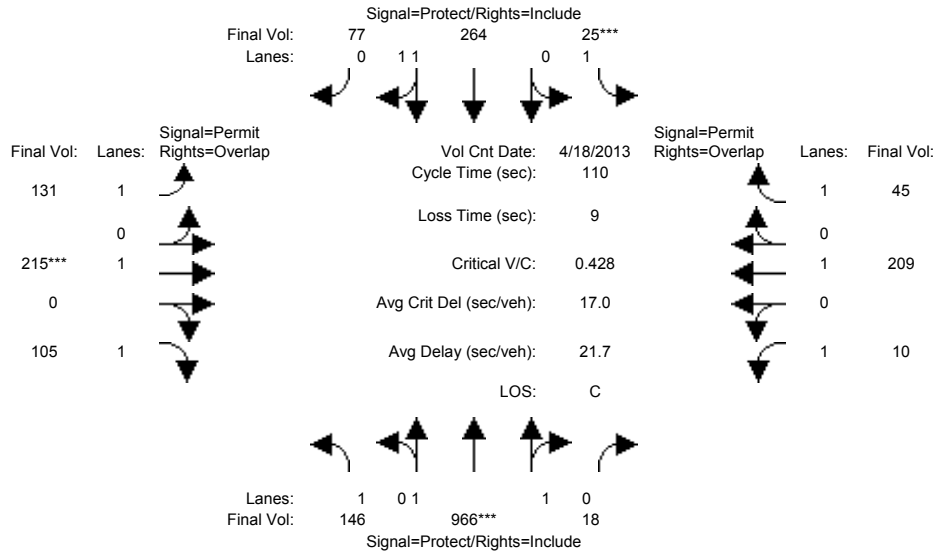 Signal=Protect/Rights=Include
Final Vol: 77 264 25***
Lanes: 0 1 1 0 1
Signal=Permit Signal=Permit
Final Vol: Lanes: Rights=Overlap Vol Cnt Date: 4/18/2013 Rights=Overlap Lanes: Final Vol:
Cycle Time (sec): 110
131 1 1 45
Loss Time (sec): 9
0 0
215*** 1 Critical V/C: 0.428 1 209
0 0 Avg Crit Del (sec/veh): 17.0 0
105 1 Avg Delay (sec/veh): 21.7 1 10
LOS: C
Lanes: 1 0 1 1 0
Final Vol: 146 966*** 18
Signal=Protect/Rights=Include